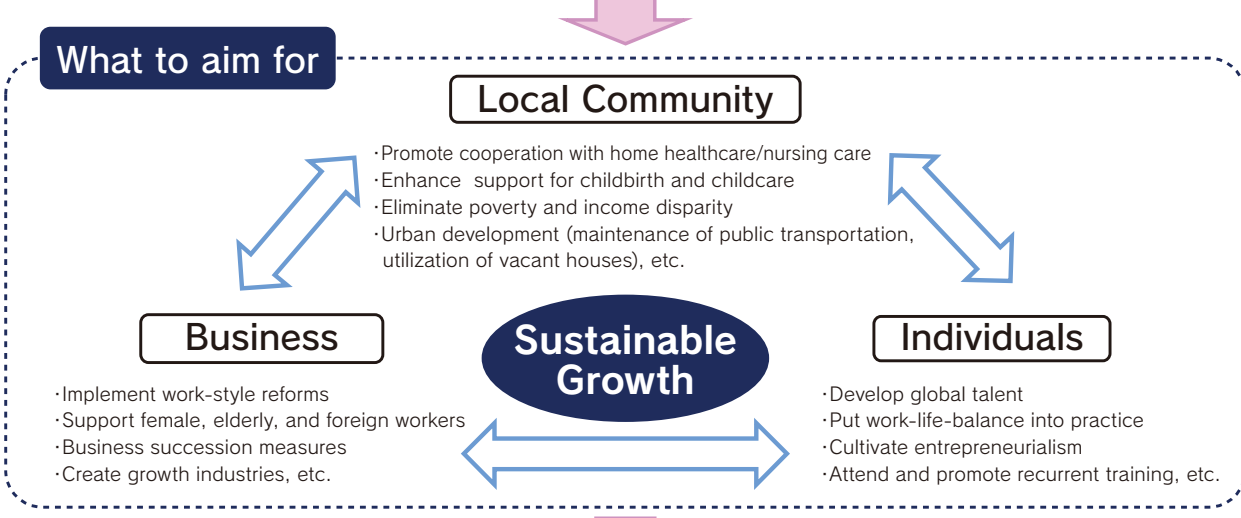 What to aim for
Local Community
·Promote cooperation with home healthcare/nursing care
·Enhance support for childbirth and childcare
·Eliminate poverty and income disparity
·Urban development (maintenance of public transportation,
utilization of vacant houses), etc.
Business
·Implement work-style reforms
·Support female, elderly, and foreign workers
·Business succession measures
·Create growth industries, etc.
Sustainable
Growth
Individuals
·Develop global talent
·Put work-life-balance into practice
·Cultivate entrepreneurialism
·Attend and promote recurrent training, etc.